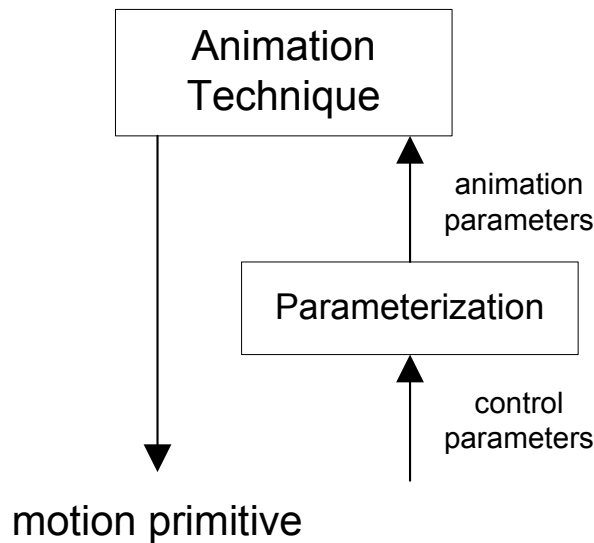 Animation
Technique
animation
parameters
Parameterization
control
parameters
motion primitive